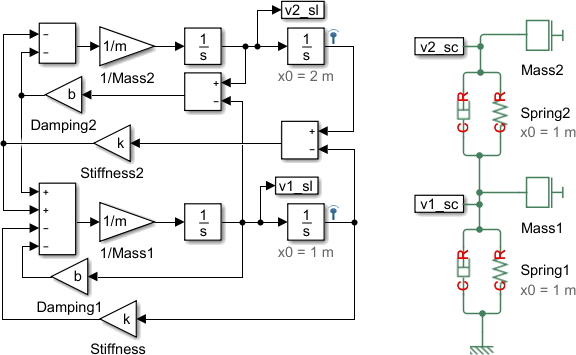 v2_sl
v2_sc
−
−
1/m
1
s
1
s
1/Mass2
x0 = 2 m
Mass2
b
+
−
Damping2
C
R
C
R
Spring2
x0 = 1 m
k
+
−
Stiffness2
v1_sl
v1_sc
+
+
−
−
1/m
1
s
1
s
1/Mass1
x0 = 1 m
Mass1
b
Damping1
C
R
C
R
Spring1
x0 = 1 m
k
Stiffness